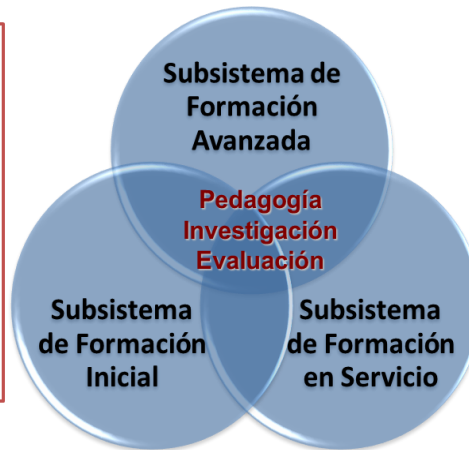 Subsistema de
Formación
Avanzada
Pedagogía
Investigación
Evaluación
Subsistema
de Formación
Inicial
Subsistema
de Formación
en Servicio